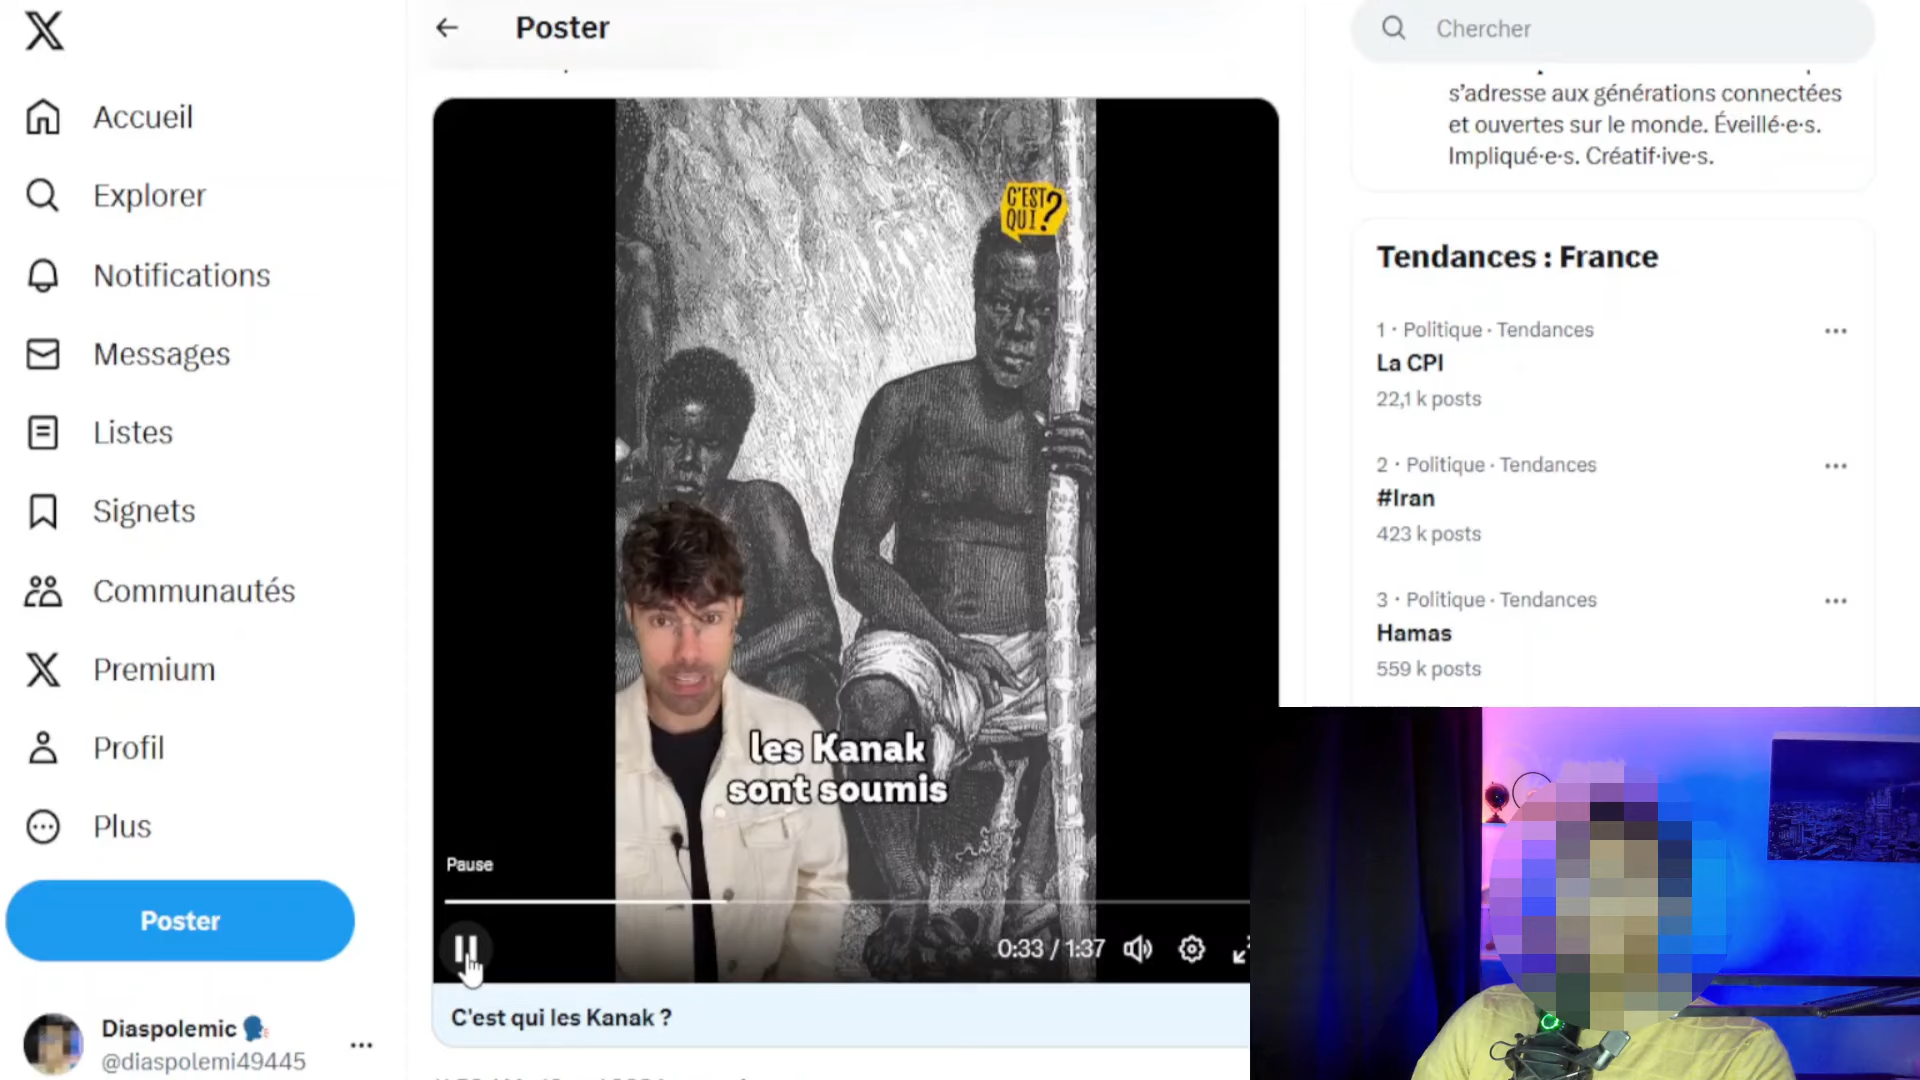 Poster
Chercher
Accueil
Explorer
Notifications
Messages
Listes
Signets
Communautés
Premium
Profil
Plus
Poster
Diaspolemic
@diaspolemi49445
C'EST
QUI ?
les Kanak
sont soumis
Pause
0:33 / 1:37
C'est qui les Kanak ?
s'adresse aux générations connectées
et ouvertes sur le monde. Éveillé·e·s.
Impliqué·e·s. Créatif·ive·s.
Tendances : France
1 · Politique · Tendances
La CPI
22,1 k posts
2 · Politique · Tendances
#Iran
423 k posts
3 · Politique · Tendances
Hamas
559 k posts